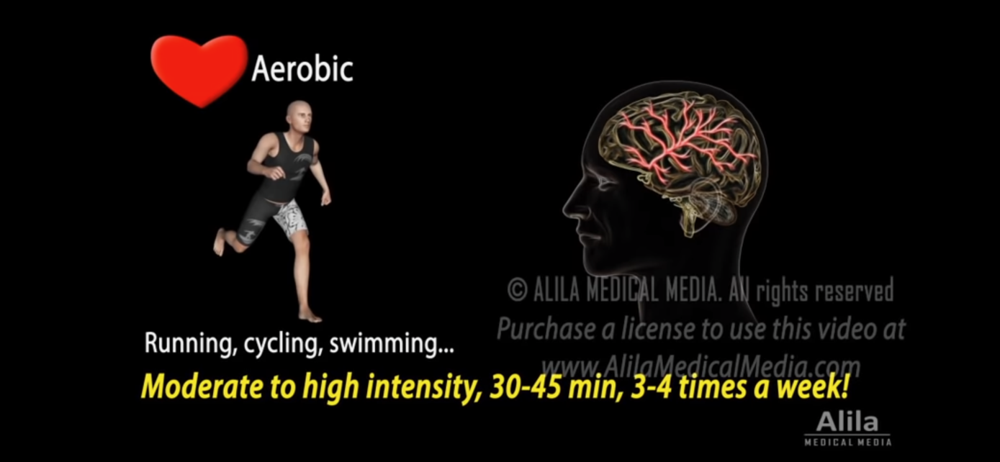 Aerobic
© ALILA MEDICAL MEDIA. All rights reserved
Purchase a license to use this video at
Running, cycling, swimming...
www.AlilaMedicalMedia.com
Moderate to high intensity, 30-45 min, 3-4 times a week!
Alila
MEDICAL MEDIA